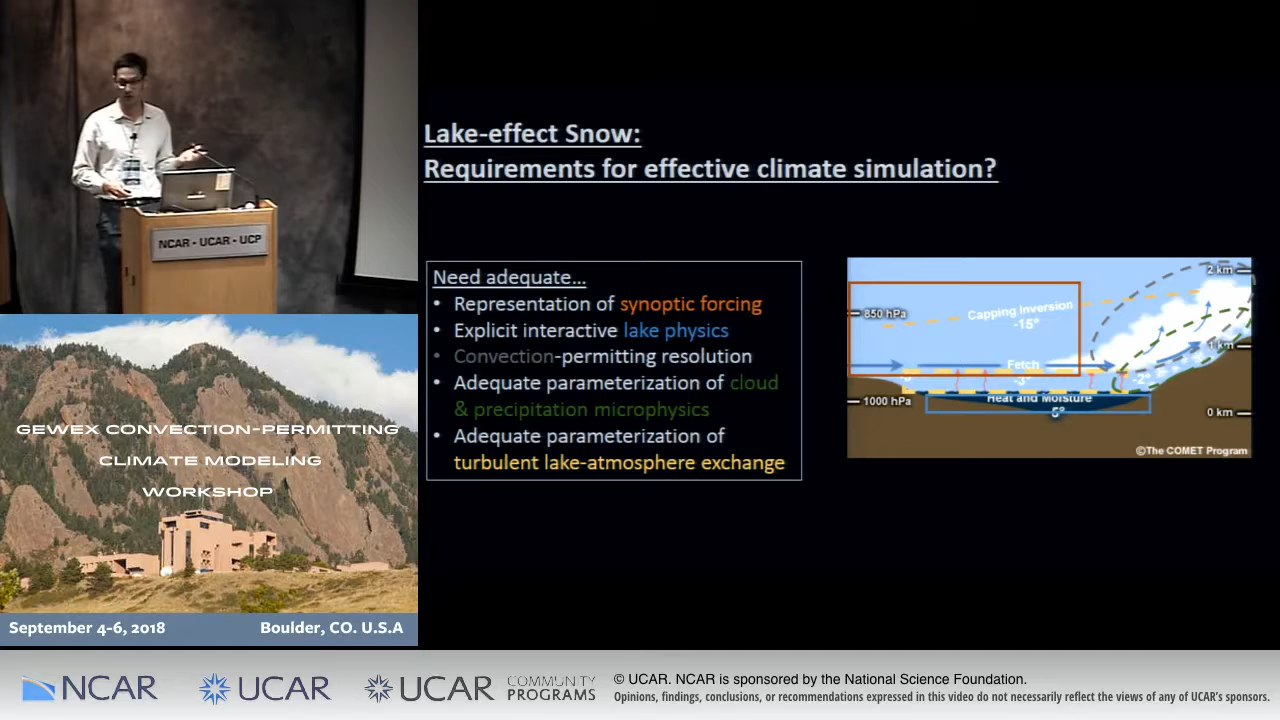 NCAR - UCAR - UCP
GEWEX CONVECTION-PERMITTING
CLIMATE MODELING
WORKSHOP
September 4-6, 2018
Boulder, CO. U.S.A
Lake-effect Snow:
Requirements for effective climate simulation?
Need adequate...
• Representation of synoptic forcing
• Explicit interactive lake physics
• Convection-permitting resolution
• Adequate parameterization of cloud
& precipitation microphysics
• Adequate parameterization of
turbulent lake-atmosphere exchange
2 km
850 hPa
Capping Inversion
-15°
1 km
Fetch
-3°
-2°
1000 hPa
Heat and Moisture
5°
0 km
©The COMET Program
NCAR
UCAR
UCAR
COMMUNITY
PROGRAMS
© UCAR. NCAR is sponsored by the National Science Foundation.
Opinions, findings, conclusions, or recommendations expressed in this video do not necessarily reflect the views of any of UCAR's sponsors.